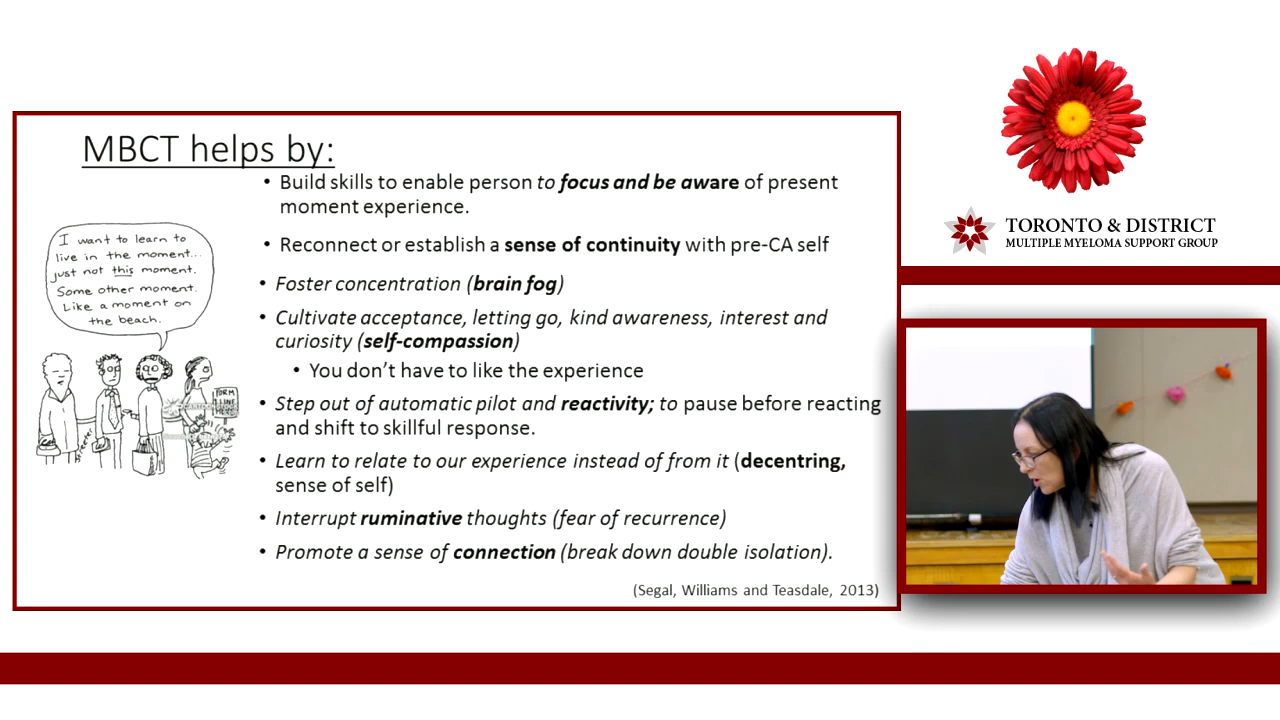 MBCT helps by:
• Build skills to enable person to focus and be aware of present
moment experience.
• Reconnect or establish a sense of continuity with pre-CA self
• Foster concentration (brain fog)
• Cultivate acceptance, letting go, kind awareness, interest and
curiosity (self-compassion)
• You don’t have to like the experience
• Step out of automatic pilot and reactivity; to pause before reacting
and shift to skillful response.
• Learn to relate to our experience instead of from it (decentring,
sense of self)
• Interrupt ruminative thoughts (fear of recurrence)
• Promote a sense of connection (break down double isolation).
(Segal, Williams and Teasdale, 2013)
I want to learn to
live in the moment...
just not this moment.
Some other moment.
Like a moment on
the beach.
FORM
LINE
HERE
TORONTO & DISTRICT
MULTIPLE MYELOMA SUPPORT GROUP